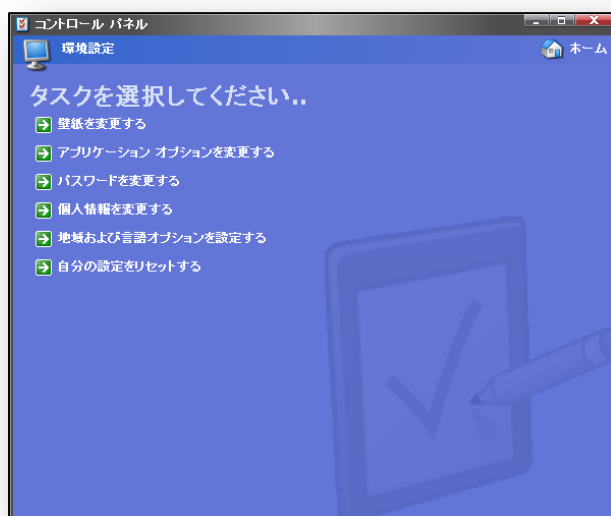 コントロール パネル
環境設定
ホーム
タスクを選択してください..
壁紙を変更する
アプリケーション オプションを変更する
パスワードを変更する
個人情報を変更する
地域および言語オプションを設定する
自分の設定をリセットする